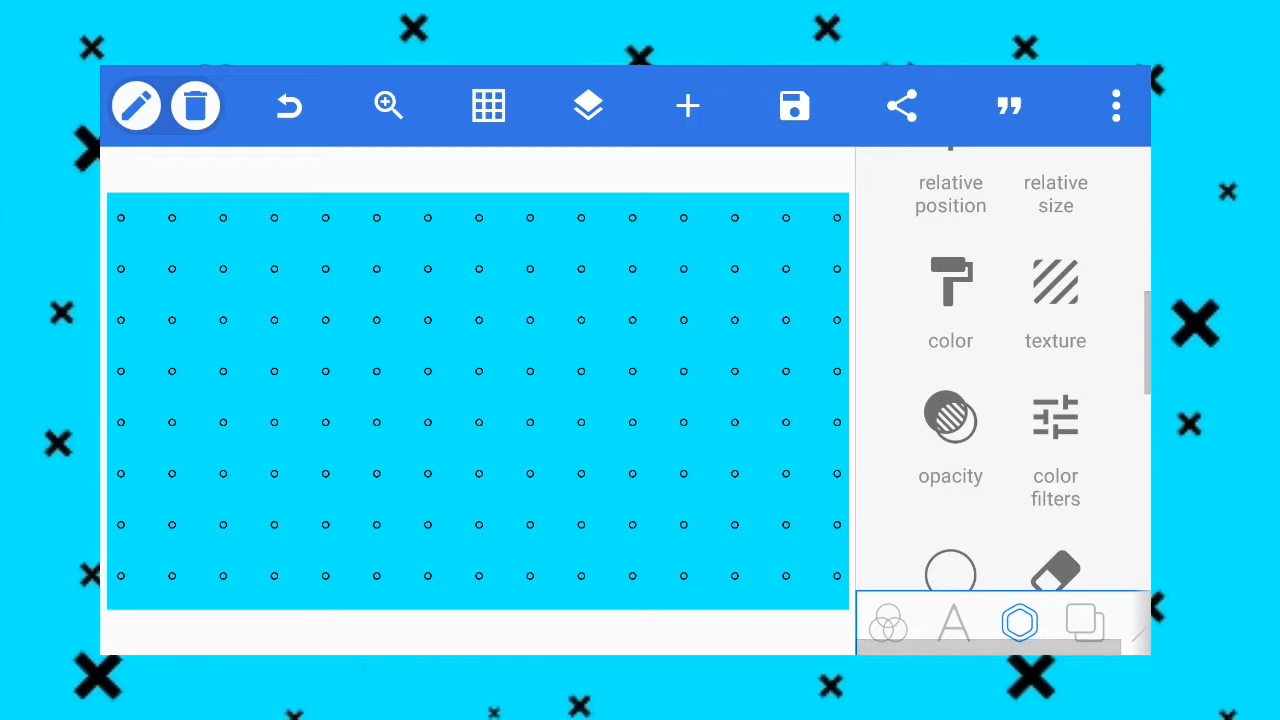 relative
position
relative
size
color
texture
opacity
color
filters